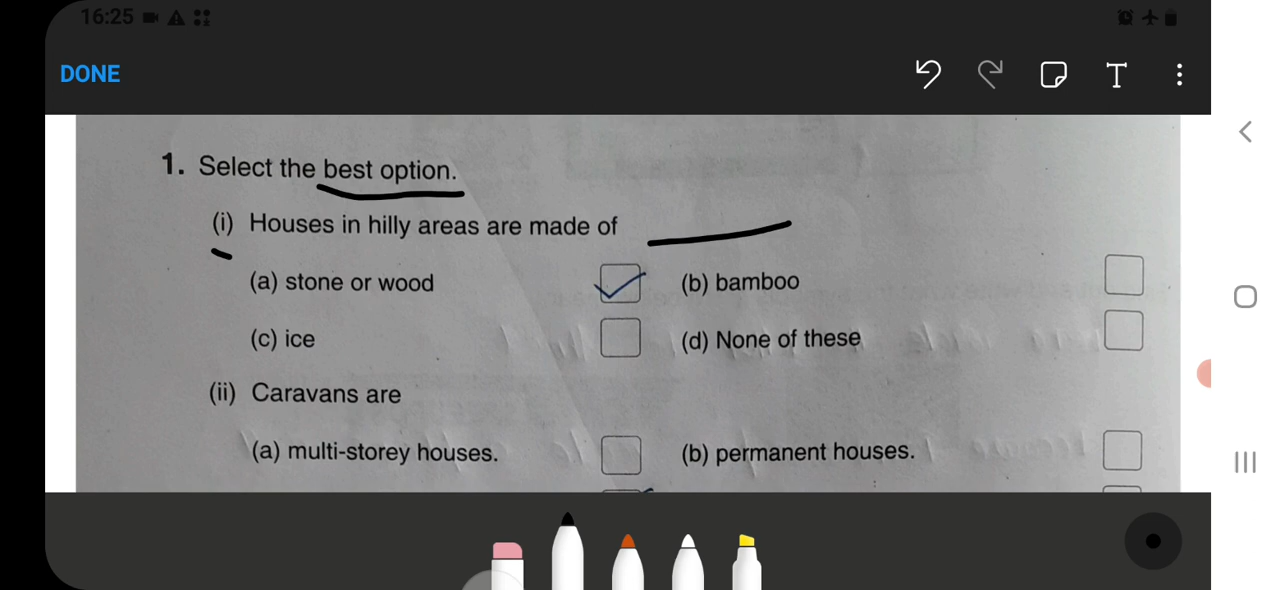 16:25
DONE
T
1. Select the best option.
(i) Houses in hilly areas are made of
(a) stone or wood (b) bamboo
(c) ice (d) None of these
(ii) Caravans are
(a) multi-storey houses. (b) permanent houses.